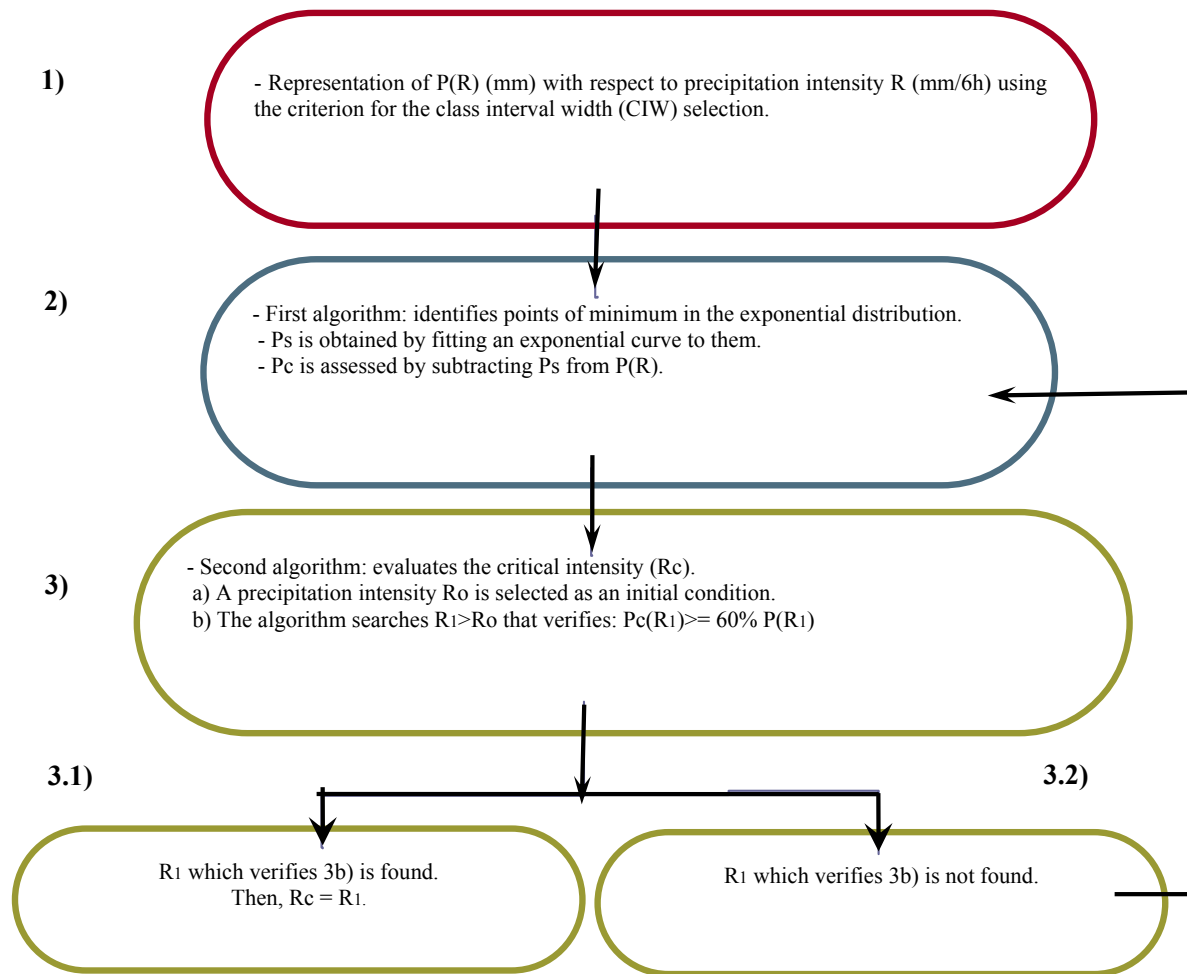 1)
- Representation of P(R) (mm) with respect to precipitation intensity R (mm/6h) using
the criterion for the class interval width (CIW) selection.
2)
- First algorithm: identifies points of minimum in the exponential distribution.
- Ps is obtained by fitting an exponential curve to them.
- Pc is assessed by subtracting Ps from P(R).
3)
- Second algorithm: evaluates the critical intensity (Rc).
a) A precipitation intensity Ro is selected as an initial condition.
b) The algorithm searches R1>Ro that verifies: Pc(R1)>= 60% P(R1)
3.1)
3.2)
R1 which verifies 3b) is found.
Then, Rc = R1.
R1 which verifies 3b) is not found.